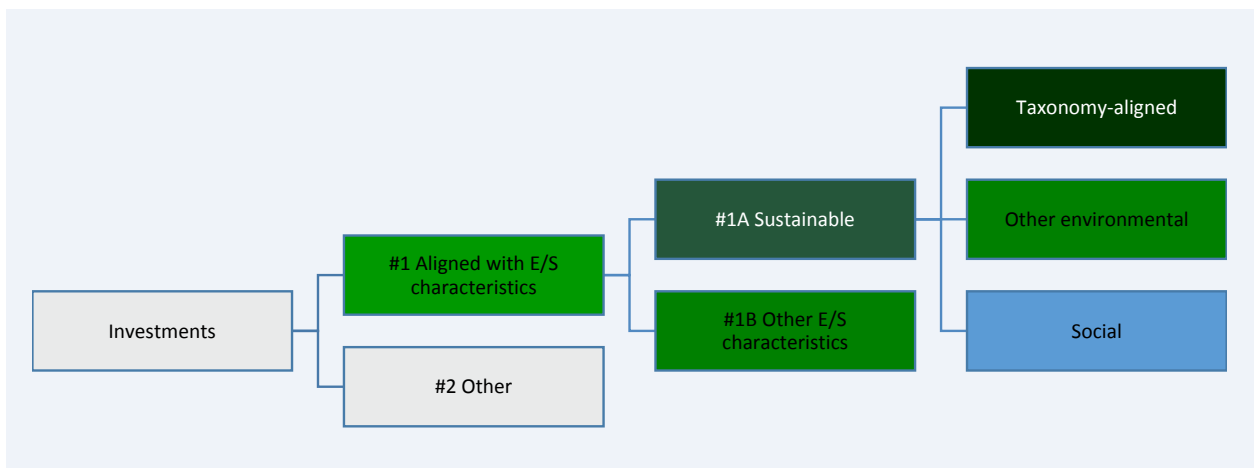 Investments
#1 Aligned with E/S
characteristics
#2 Other
#1A Sustainable
#1B Other E/S
characteristics
Taxonomy-aligned
Other environmental
Social